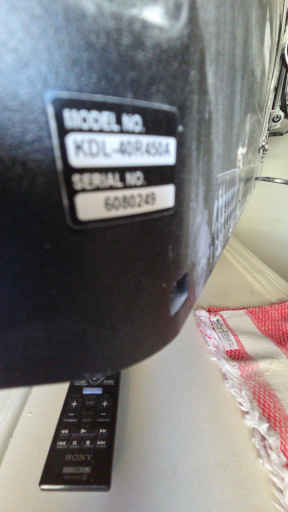 MODEL NO.
KDL-40R450A
SERIAL NO.
6080249
SONY